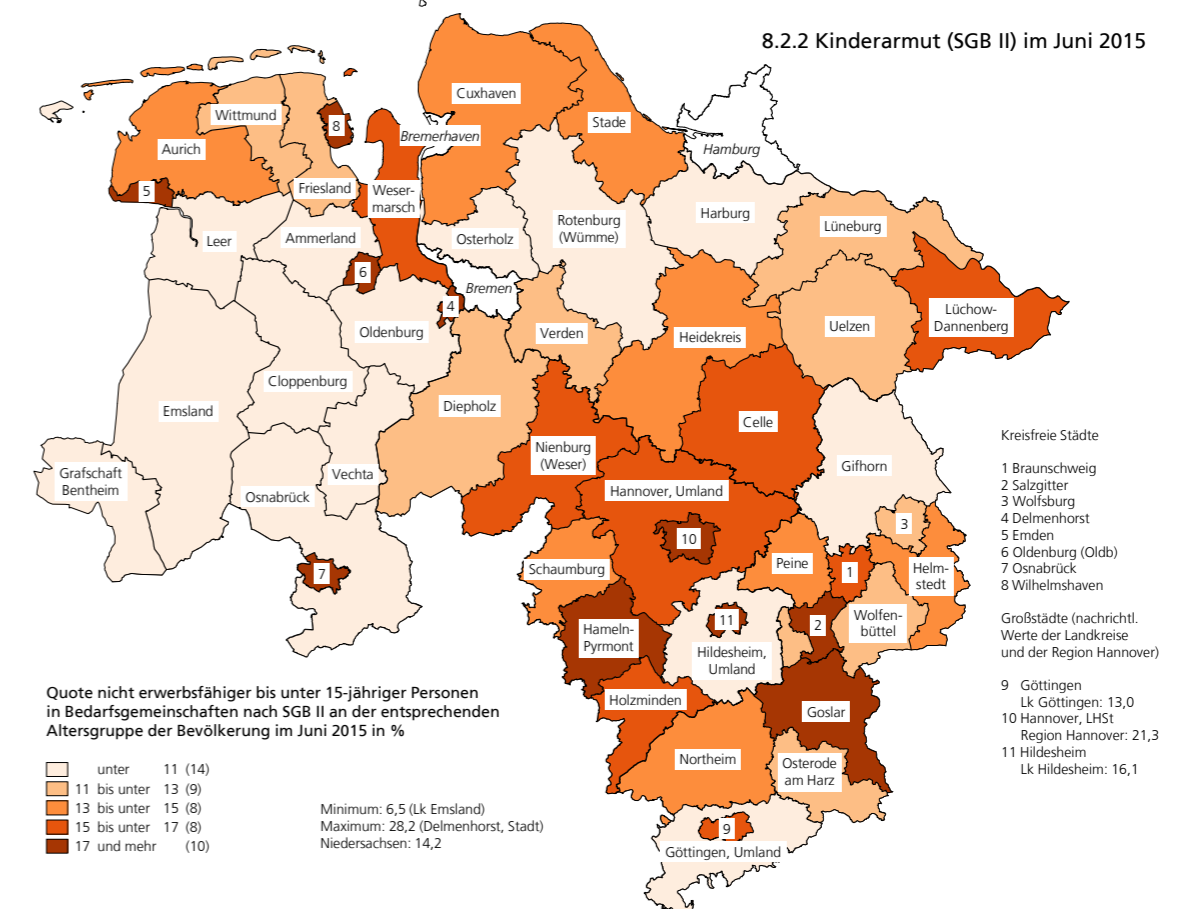 8.2.2 Kinderarmut (SGB II) im Juni 2015
Cuxhaven
Wittmund
Stade
8
Bremerhaven
Aurich
Hamburg
5
Friesland
Weser-
marsch
Harburg
Rotenburg
(Wümme)
Lüneburg
Leer
Ammerland
Osterholz
6
Bremen
4
Lüchow-
Dannenberg
Oldenburg
Verden
Heidekreis
Uelzen
Cloppenburg
Emsland
Diepholz
Celle
Nienburg
(Weser)
Gifhorn
Grafschaft
Bentheim
Vechta
Osnabrück
Hannover, Umland
3
10
7
Schaumburg
Peine
1
Helm-
stedt
11
2
Wolfen-
büttel
Hameln-
Pyrmont
Hildesheim,
Umland
Holzminden
Goslar
Northeim
Osterode
am Harz
9
Göttingen, Umland
Kreisfreie Städte
1 Braunschweig
2 Salzgitter
3 Wolfsburg
4 Delmenhorst
5 Emden
6 Oldenburg (Oldb)
7 Osnabrück
8 Wilhelmshaven
Großstädte (nachrichtl.
Werte der Landkreise
und der Region Hannover)
9 Göttingen
Lk Göttingen: 13,0
10 Hannover, LHSt
Region Hannover: 21,3
11 Hildesheim
Lk Hildesheim: 16,1
Quote nicht erwerbsfähiger bis unter 15-jähriger Personen
in Bedarfsgemeinschaften nach SGB II an der entsprechenden
Altersgruppe der Bevölkerung im Juni 2015 in %
unter 11 (14)
11 bis unter 13 (9)
13 bis unter 15 (8)
15 bis unter 17 (8)
17 und mehr (10)
Minimum: 6,5 (Lk Emsland)
Maximum: 28,2 (Delmenhorst, Stadt)
Niedersachsen: 14,2